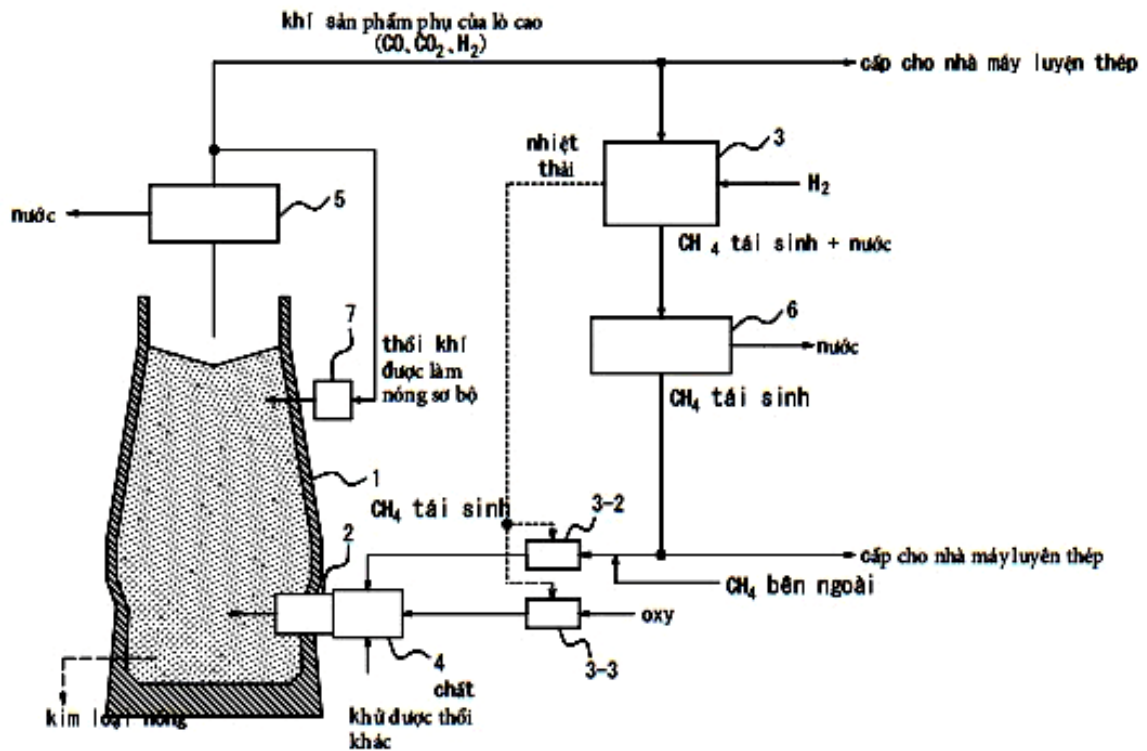 khí sản phẩm phụ của lò cao
(CO、CO2、H2)
cấp cho nhà máy luyện thép
nhiệt
thải
3
H2
nước
5
CH4 tái sinh + nước
6
nước
7
thổi khí
được làm
nóng sơ bộ
CH4 tái sinh
1
CH4 tái sinh
3-2
2
cấp cho nhà máy luyên thép
CH4 bên ngoài
oxy
4
3-3
chất
khử được thổi
khác
kim loại nóng